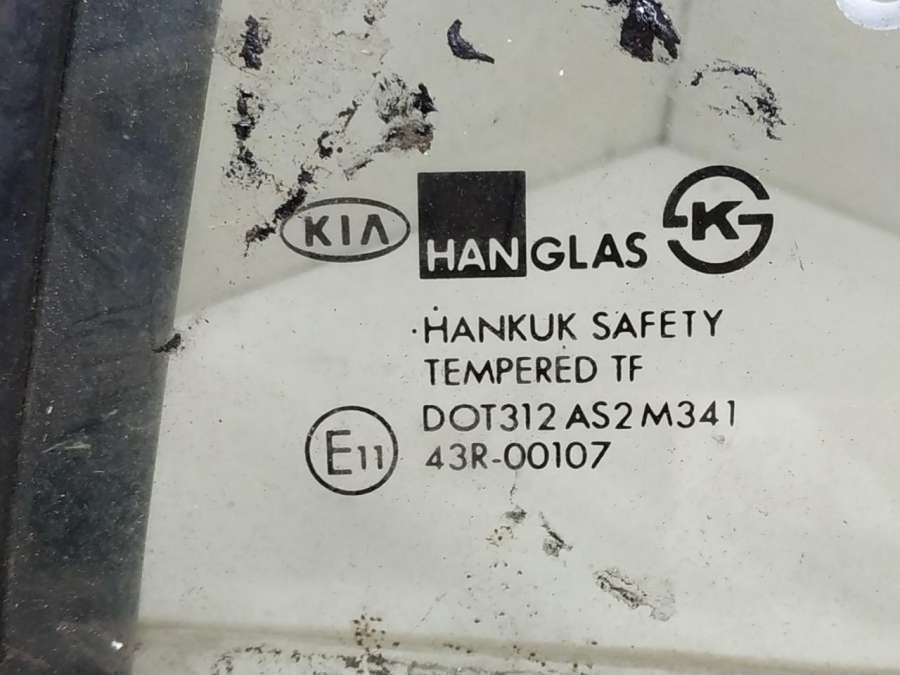 KIA HANGLAS K
HANKUK SAFETY
TEMPERED TF
DOT312 AS2 M341
E11 43R-00107